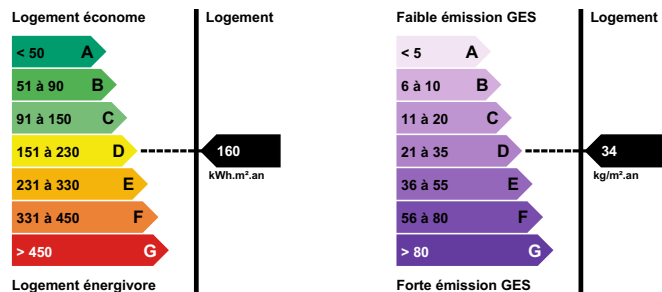 Logement économe
Logement
< 50 A
51 à 90 B
91 à 150 C
151 à 230 D
160
kWh.m².an
231 à 330 E
331 à 450 F
> 450 G
Logement énergivore
Faible émission GES
Logement
< 5 A
6 à 10 B
11 à 20 C
21 à 35 D
34
kg/m².an
36 à 55 E
56 à 80 F
> 80 G
Forte émission GES